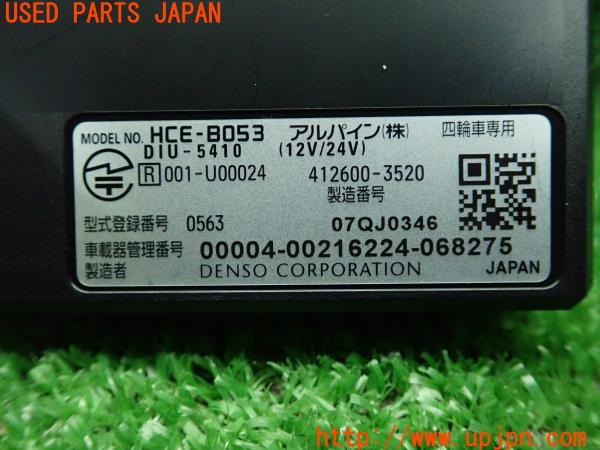 USED PARTS JAPAN
MODEL NO. HCE-B053 アルパイン(株) 四輪車専用
DIU-5410 (12V/24V)
R 001-U00024 412600-3520
製造番号
型式登録番号 0563 07QJ0346
車載器管理番号 00004-00216224-068275
製造者 DENSO CORPORATION JAPAN
http://www.upjpn.com/